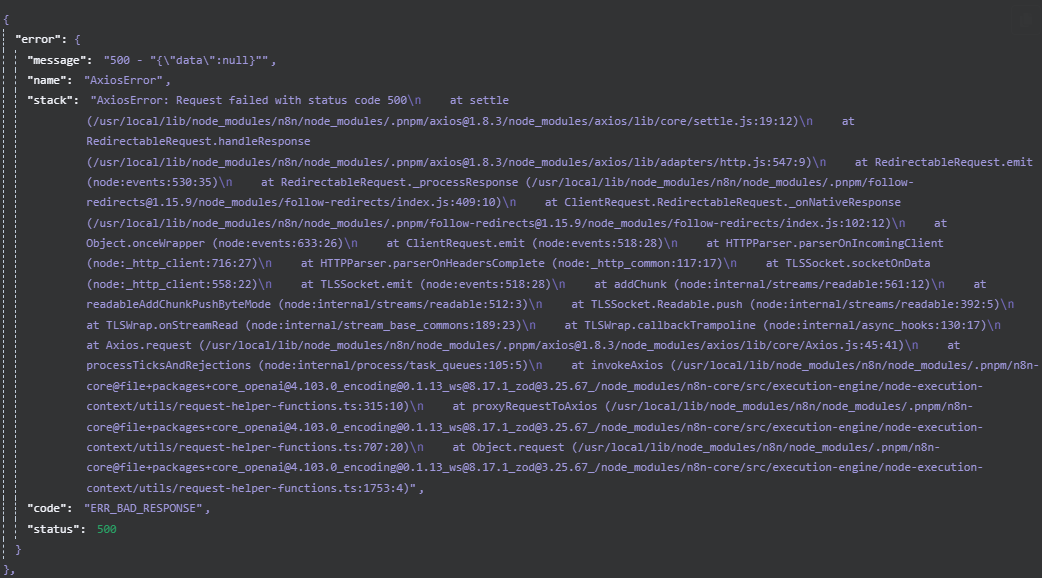 {
"error": {
"message": "500 - "{\"data\":null}"",
"name": "AxiosError",
"stack": "AxiosError: Request failed with status code 500\n    at settle
(/usr/local/lib/node_modules/n8n/node_modules/.pnpm/axios@1.8.3/node_modules/axios/lib/core/settle.js:19:12)\n    at
RedirectableRequest.handleResponse
(/usr/local/lib/node_modules/n8n/node_modules/.pnpm/axios@1.8.3/node_modules/axios/lib/adapters/http.js:547:9)\n    at RedirectableRequest.emit
(node:events:530:35)\n    at RedirectableRequest._processResponse (/usr/local/lib/node_modules/n8n/node_modules/.pnpm/follow-
redirects@1.15.9/node_modules/follow-redirects/index.js:409:10)\n    at ClientRequest.RedirectableRequest._onNativeResponse
(/usr/local/lib/node_modules/n8n/node_modules/.pnpm/follow-redirects@1.15.9/node_modules/follow-redirects/index.js:102:12)\n    at
Object.onceWrapper (node:events:633:26)\n    at ClientRequest.emit (node:events:518:28)\n    at HTTPParser.parserOnIncomingClient
(node:_http_client:716:27)\n    at HTTPParser.parserOnHeadersComplete (node:_http_common:117:17)\n    at TLSSocket.socketOnData
(node:_http_client:558:22)\n    at TLSSocket.emit (node:events:518:28)\n    at addChunk (node:internal/streams/readable:561:12)\n    at
readableAddChunkPushByteMode (node:internal/streams/readable:512:3)\n    at TLSSocket.Readable.push (node:internal/streams/readable:392:5)\n
at TLSWrap.onStreamRead (node:internal/stream_base_commons:189:23)\n    at TLSWrap.callbackTrampoline (node:internal/async_hooks:130:17)\n
at Axios.request (/usr/local/lib/node_modules/n8n/node_modules/.pnpm/axios@1.8.3/node_modules/axios/lib/core/Axios.js:45:41)\n    at
processTicksAndRejections (node:internal/process/task_queues:105:5)\n    at invokeAxios (/usr/local/lib/node_modules/n8n/node_modules/.pnpm/n8n-
core@file+packages+core_openai@4.103.0_encoding@0.1.13_ws@8.17.1_zod@3.25.67_/node_modules/n8n-core/src/execution-engine/node-execution-
context/utils/request-helper-functions.ts:315:10)\n    at proxyRequestToAxios (/usr/local/lib/node_modules/n8n/node_modules/.pnpm/n8n-
core@file+packages+core_openai@4.103.0_encoding@0.1.13_ws@8.17.1_zod@3.25.67_/node_modules/n8n-core/src/execution-engine/node-execution-
context/utils/request-helper-functions.ts:707:20)\n    at Object.request (/usr/local/lib/node_modules/n8n/node_modules/.pnpm/n8n-
core@file+packages+core_openai@4.103.0_encoding@0.1.13_ws@8.17.1_zod@3.25.67_/node_modules/n8n-core/src/execution-engine/node-execution-
context/utils/request-helper-functions.ts:1753:4)",
"code": "ERR_BAD_RESPONSE",
"status": 500
}
},